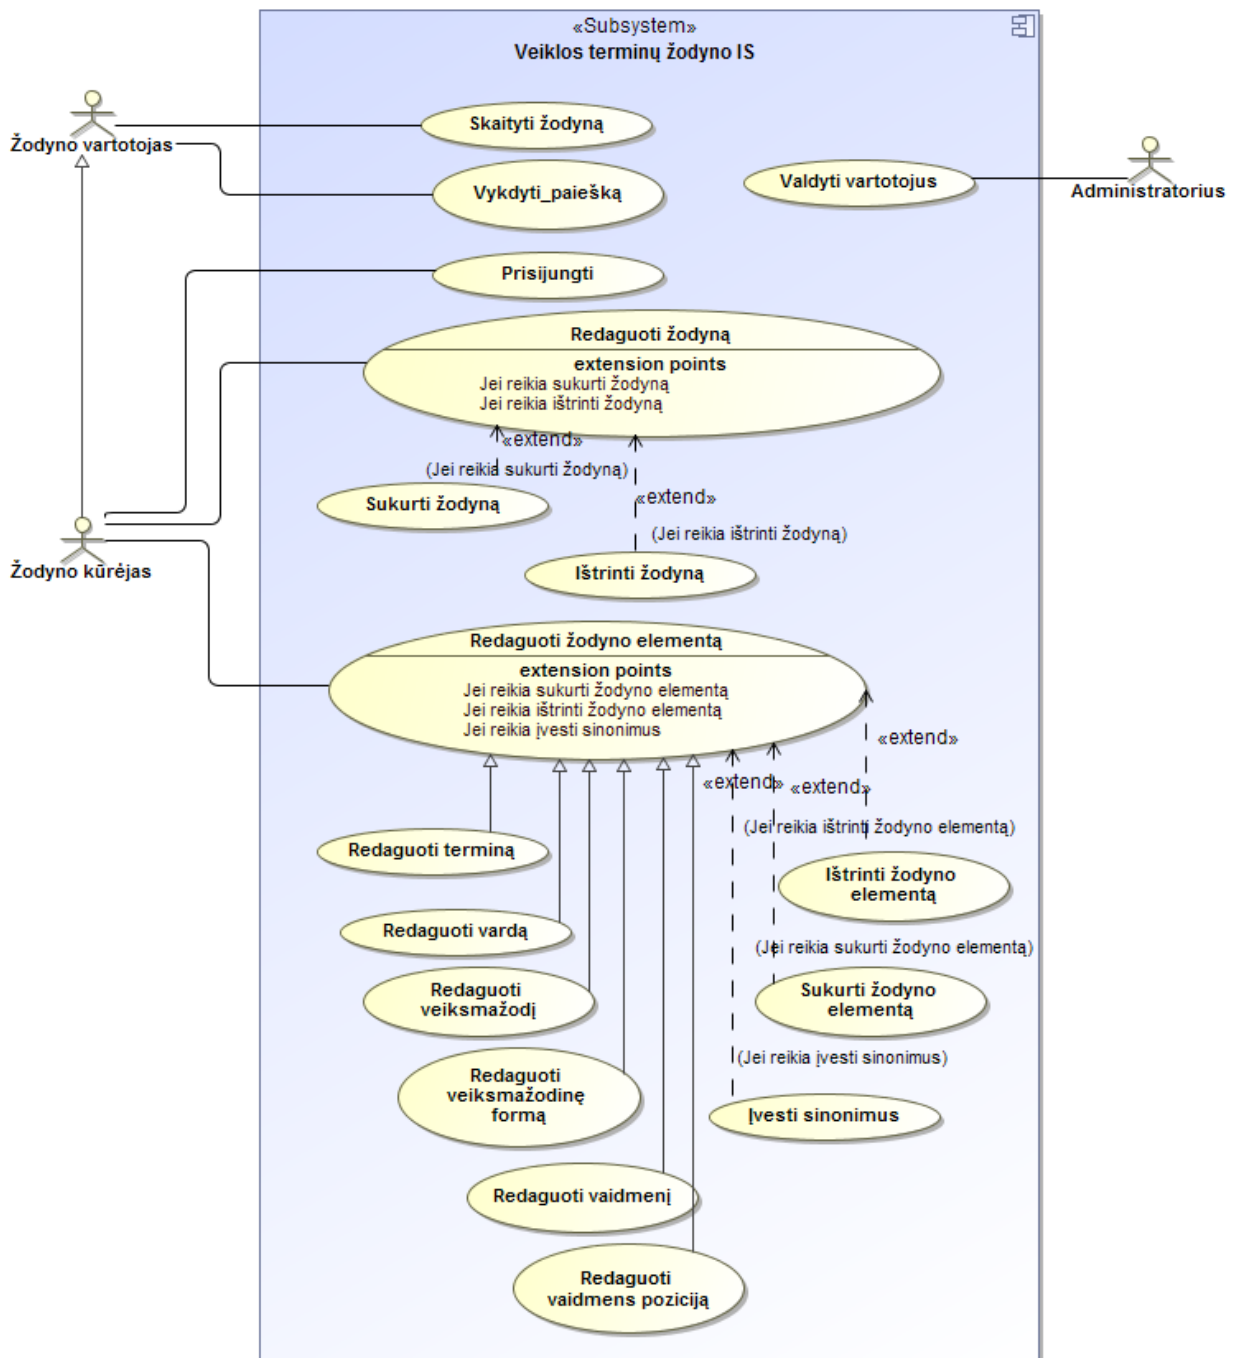 «Subsystem»
Veiklos terminų žodyno IS
Skaityti žodyną
Žodyno vartotojas
Vykdyti_paiešką
Valdyti vartotojus
Administratorius
Prisijungti
Redaguoti žodyną
extension points
Jei reikia sukurti žodyną
Jei reikia ištrinti žodyną
«extend»
(Jei reikia sukurti žodyną)
Sukurti žodyną
«extend»
(Jei reikia ištrinti žodyną)
Žodyno kūrėjas
Ištrinti žodyną
Redaguoti žodyno elementą
extension points
Jei reikia sukurti žodyno elementą
Jei reikia ištrinti žodyno elementą
Jei reikia įvesti sinonimus
«extend»
«extend»
«extend»
(Jei reikia ištrinti žodyno elementą)
Redaguoti terminą
Ištrinti žodyno
elementą
Redaguoti vardą
(Jei reikia sukurti žodyno elementą)
Redaguoti
veiksmažodį
Sukurti žodyno
elementą
(Jei reikia įvesti sinonimus)
Redaguoti
veiksmažodinę
formą
Įvesti sinonimus
Redaguoti vaidmenį
Redaguoti
vaidmens poziciją